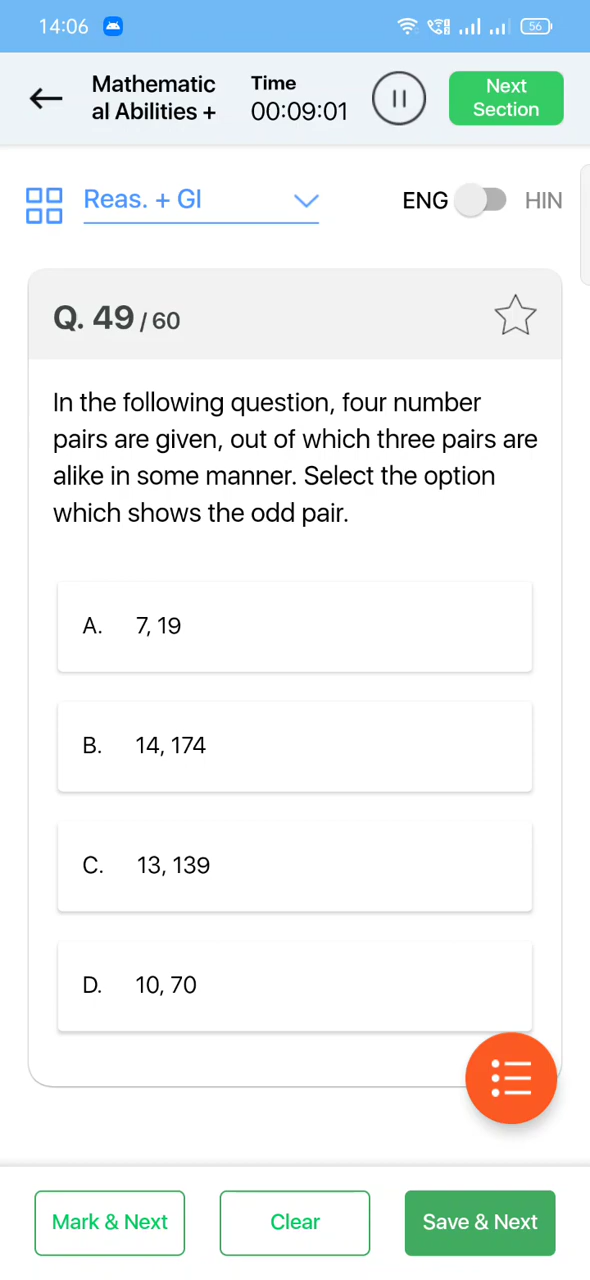 14:06
56
Mathematic
al Abilities +
Time
00:09:01
Next
Section
Reas. + GI
ENG
HIN
Q. 49 / 60
In the following question, four number
pairs are given, out of which three pairs are
alike in some manner. Select the option
which shows the odd pair.
A. 7, 19
B. 14, 174
C. 13, 139
D. 10, 70
Mark & Next
Clear
Save & Next